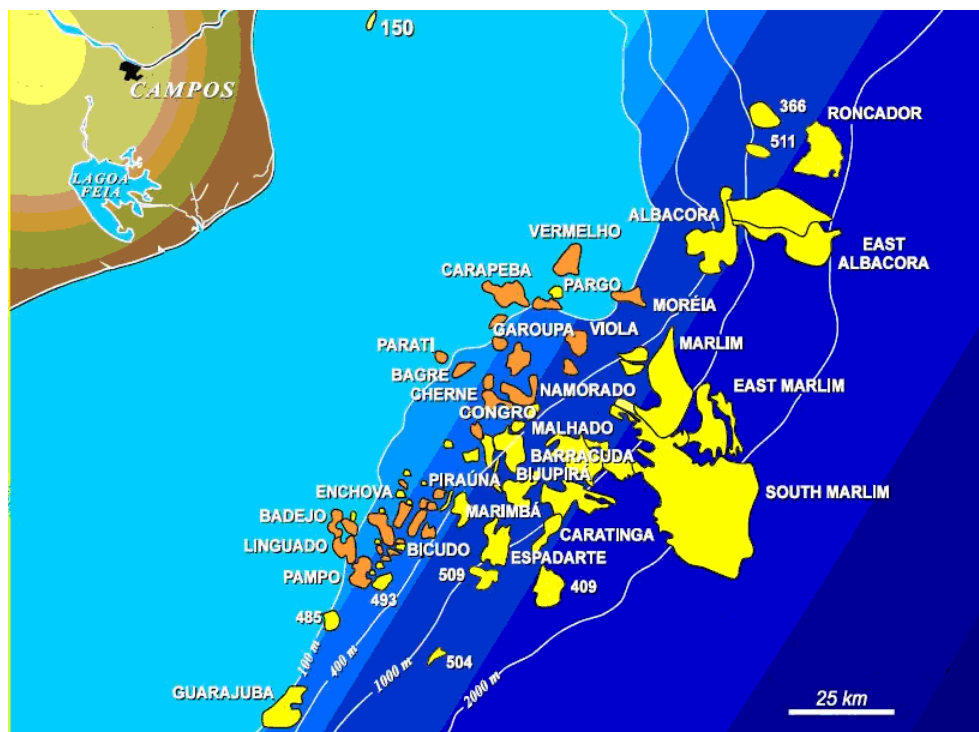 150
CAMPOS
366
RONCADOR
511
LAGOA
FEIA
ALBACORA
VERMELHO
EAST
ALBACORA
CARAPEBA
PARGO
MORÉIA
GAROUPA
VIOLA
PARATI
MARLIM
BAGRE
EAST MARLIM
CHERNE
NAMORADO
CONGRO
MALHADO
BARRACUDA
BIJUPIRÁ
PIRAÚNA
ENCHOVA
SOUTH MARLIM
MARIMBÁ
BADEJO
CARATINGA
LINGUADO
BICUDO
ESPADARTE
PAMPO
509
409
493
485
100 m
400 m
1000 m
504
2000 m
GUARAJUBA
25 km